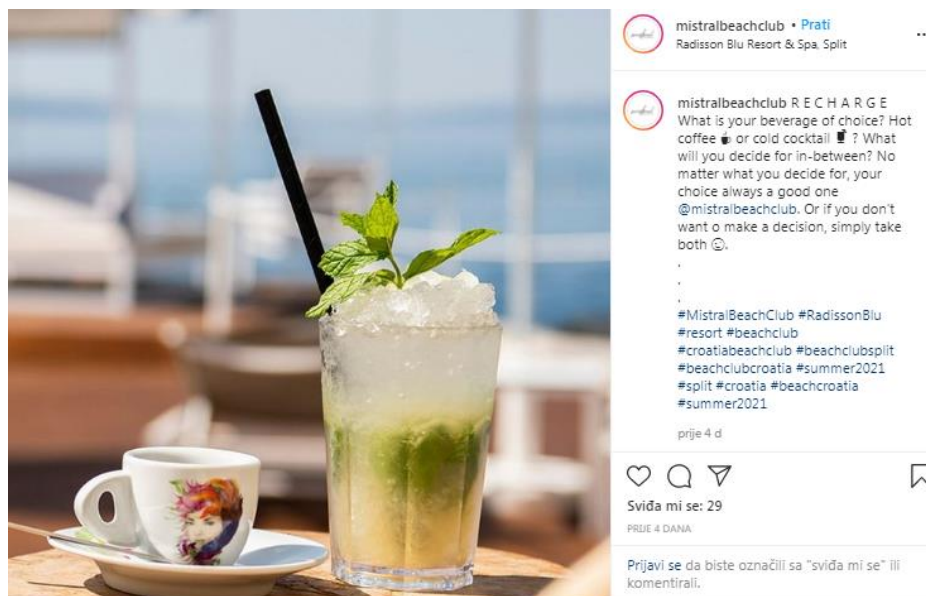 mistralbeachclub • Prati
Radisson Blu Resort & Spa, Split
mistralbeachclub R E C H A R G E
What is your beverage of choice? Hot
coffee ☕ or cold cocktail 🍹 ? What
will you decide for in-between? No
matter what you decide for, your
choice always a good one
@mistralbeachclub. Or if you don't
want o make a decision, simply take
both 😉.
.
.
.
#MistralBeachClub #RadissonBlu
#resort #beachclub
#croatiabeachclub #beachclubsplit
#beachclubcroatia #summer2021
#split #croatia #beachcroatia
#summer2021
prije 4 d
Sviđa mi se: 29
PRIJE 4 DANA
Prijavi se da biste označili sa "sviđa mi se" ili
komentirali.